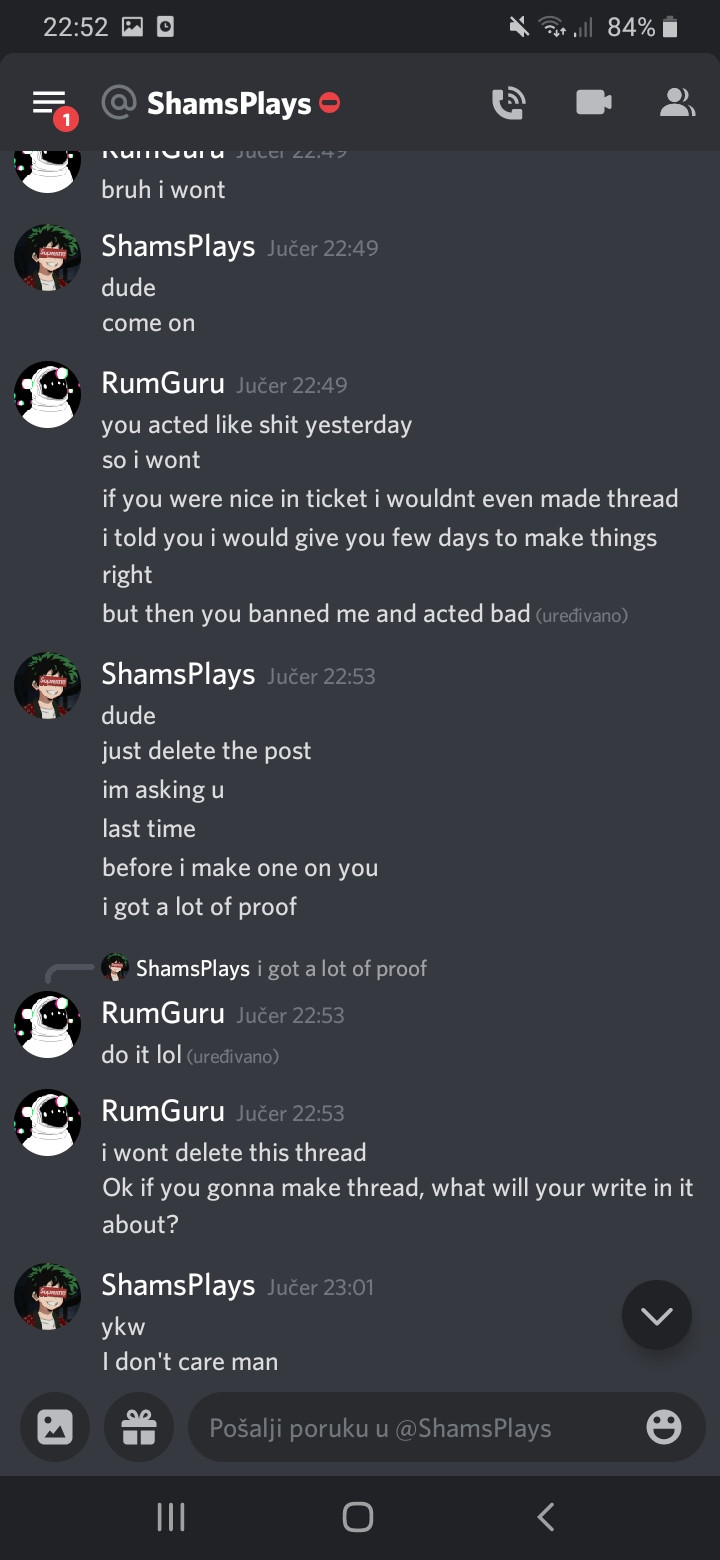 22:52 84%
1 @ ShamsPlays
RumGuru Jučer 22:49
bruh i wont
ShamsPlays Jučer 22:49
dude
come on
RumGuru Jučer 22:49
you acted like shit yesterday
so i wont
if you were nice in ticket i wouldnt even made thread
i told you i would give you few days to make things
right
but then you banned me and acted bad (uređivano)
ShamsPlays Jučer 22:53
dude
just delete the post
im asking u
last time
before i make one on you
i got a lot of proof
ShamsPlays i got a lot of proof
RumGuru Jučer 22:53
do it lol (uređivano)
RumGuru Jučer 22:53
i wont delete this thread
Ok if you gonna make thread, what will your write in it
about?
ShamsPlays Jučer 23:01
ykw
I don't care man
Pošalji poruku u @ShamsPlays